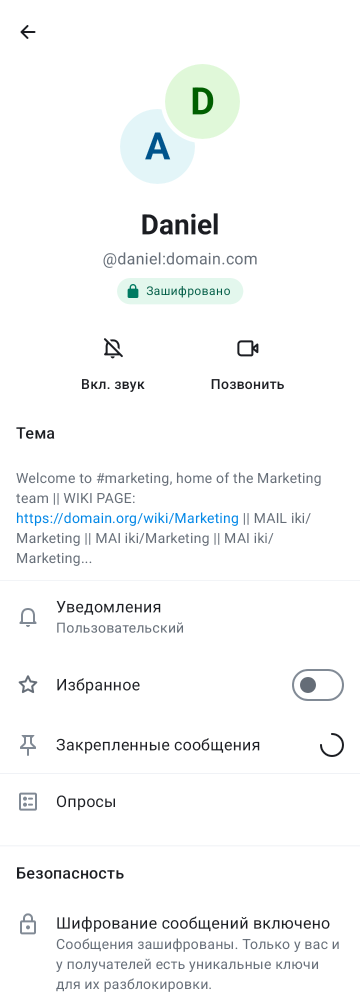 D
A
Daniel
@daniel:domain.com
Зашифровано
Вкл. звук
Позвонить
Тема
Welcome to #marketing, home of the Marketing
team || WIKI PAGE:
https://domain.org/wiki/Marketing || MAIL iki/
Marketing || MAI iki/Marketing || MAI iki/
Marketing...
Уведомления
Пользовательский
Избранное
Закрепленные сообщения
Опросы
Безопасность
Шифрование сообщений включено
Сообщения зашифрованы. Только у вас и
у получателей есть уникальные ключи
для их разблокировки.